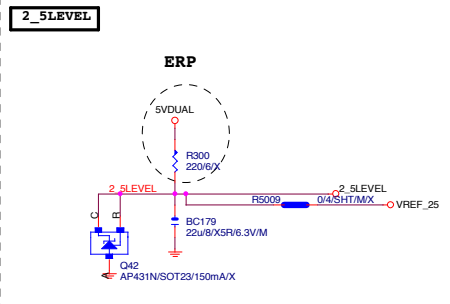 2_5LEVEL
ERP
5VDUAL
R300
220/6/X
2_5LEVEL
2_5LEVEL
R5009
0/4/SHT/M/X
VREF_25
C
R
BC179
22u/8/X5R/6.3V/M
A
Q42
AP431N/SOT23/150mA/X